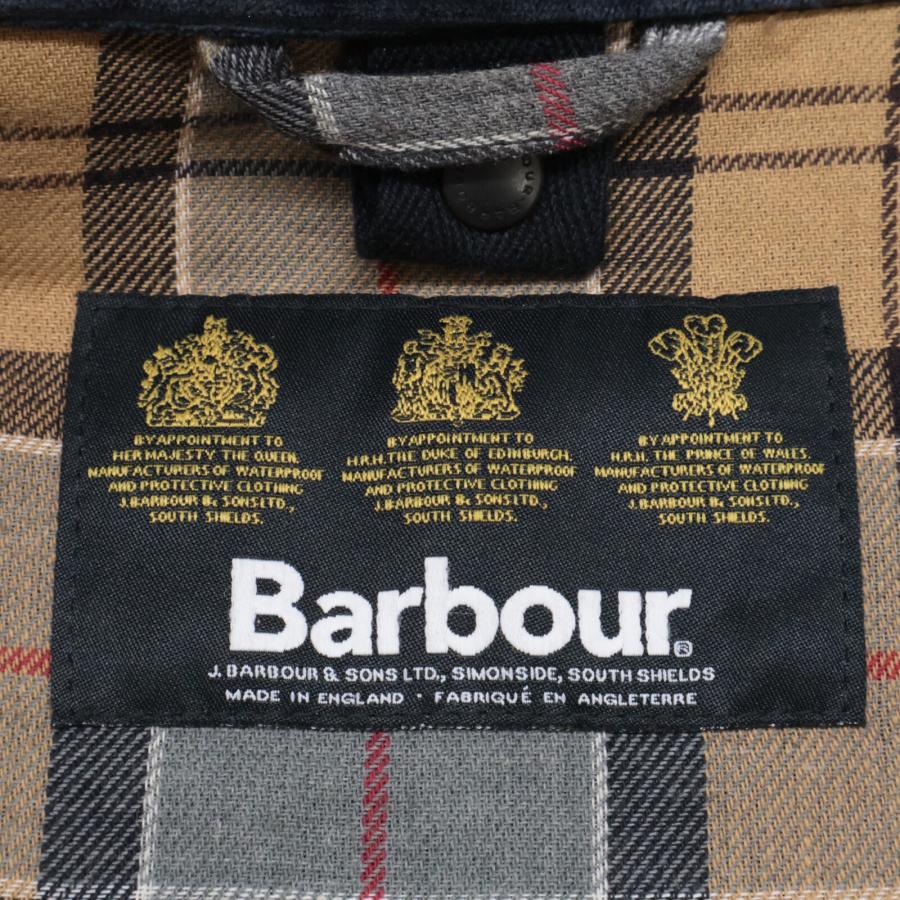 BY APPOINTMENT TO
HER MAJESTY THE QUEEN.
MANUFACTURERS OF WATERPROOF
AND PROTECTIVE CLOTHING
J.BARBOUR & SONS LTD.,
SOUTH SHIELDS.
BY APPOINTMENT TO
H.R.H. THE DUKE OF EDINBURGH.
MANUFACTURERS OF WATERPROOF
AND PROTECTIVE CLOTHING
J.BARBOUR & SONS LTD.,
SOUTH SHIELDS.
BY APPOINTMENT TO
H.R.H. THE PRINCE OF WALES.
MANUFACTURERS OF WATERPROOF
AND PROTECTIVE CLOTHING
J.BARBOUR & SONS LTD.,
SOUTH SHIELDS.
Barbour®
J. BARBOUR & SONS LTD., SIMONSIDE, SOUTH SHIELDS
MADE IN ENGLAND · FABRIQUÉ EN ANGLETERRE